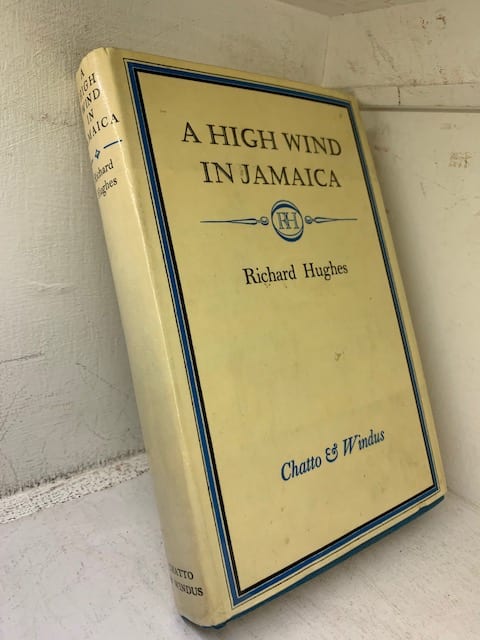 A HIGH WIND
IN JAMAICA
RH
Richard Hughes
Chatto & Windus
A
HIGH
WIND
IN
JAMAICA
Richard
Hughes
CHATTO
WINDUS